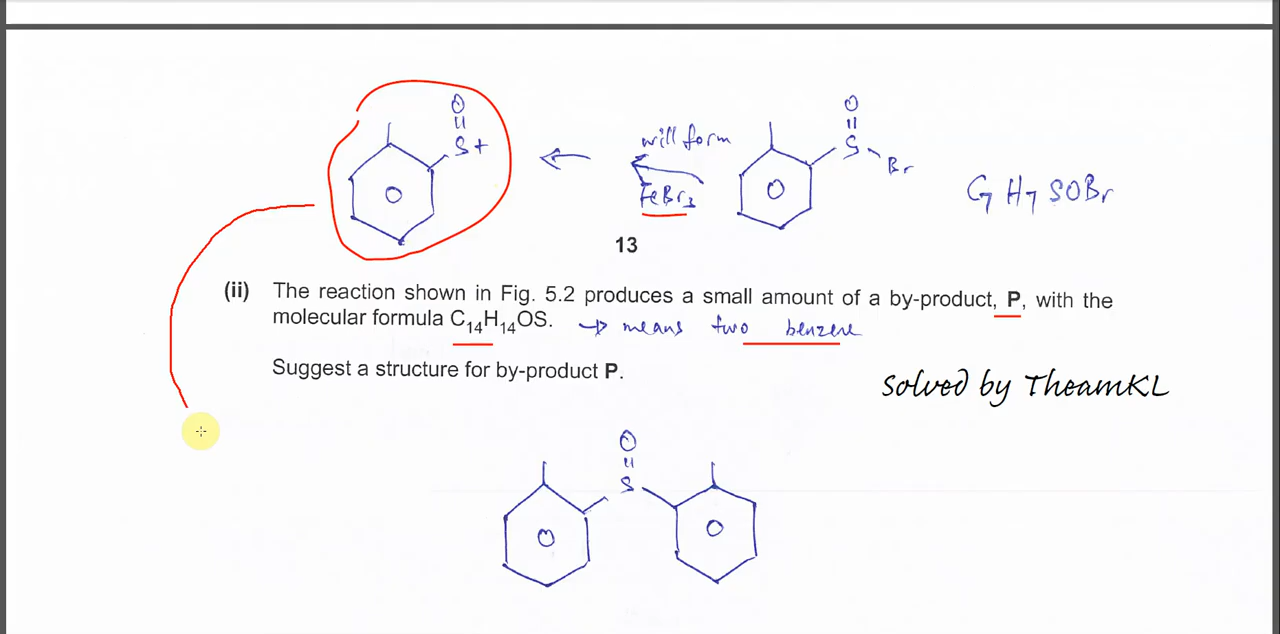 O
||
S+
O
will form
FeBr₃
O
||
S
Br
O
C₇ H₇ SOBr
13
(ii) The reaction shown in Fig. 5.2 produces a small amount of a by-product, P, with the
molecular formula C₁₄H₁₄OS. → means two benzene
Suggest a structure for by-product P.
Solved by TheamKL
O
||
S
O
O